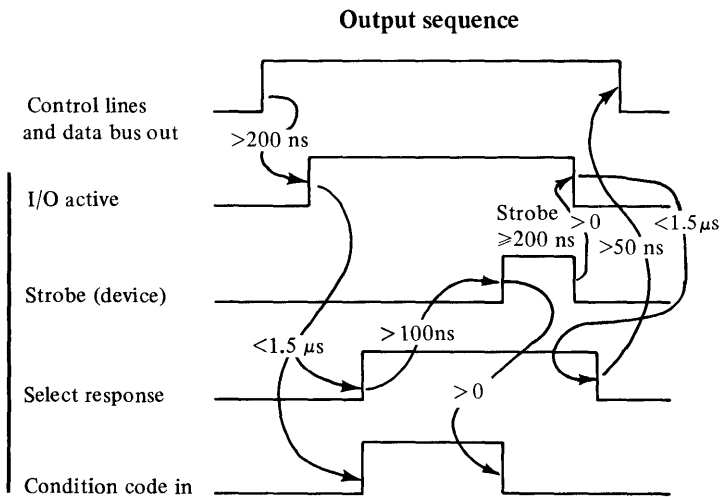 Output sequence
Control lines
and data bus out
>200 ns
I/O active
Strobe
≥200 ns
>0
>50 ns
<1.5 μs
Strobe (device)
<1.5 μs
>100ns
Select response
>0
Condition code in